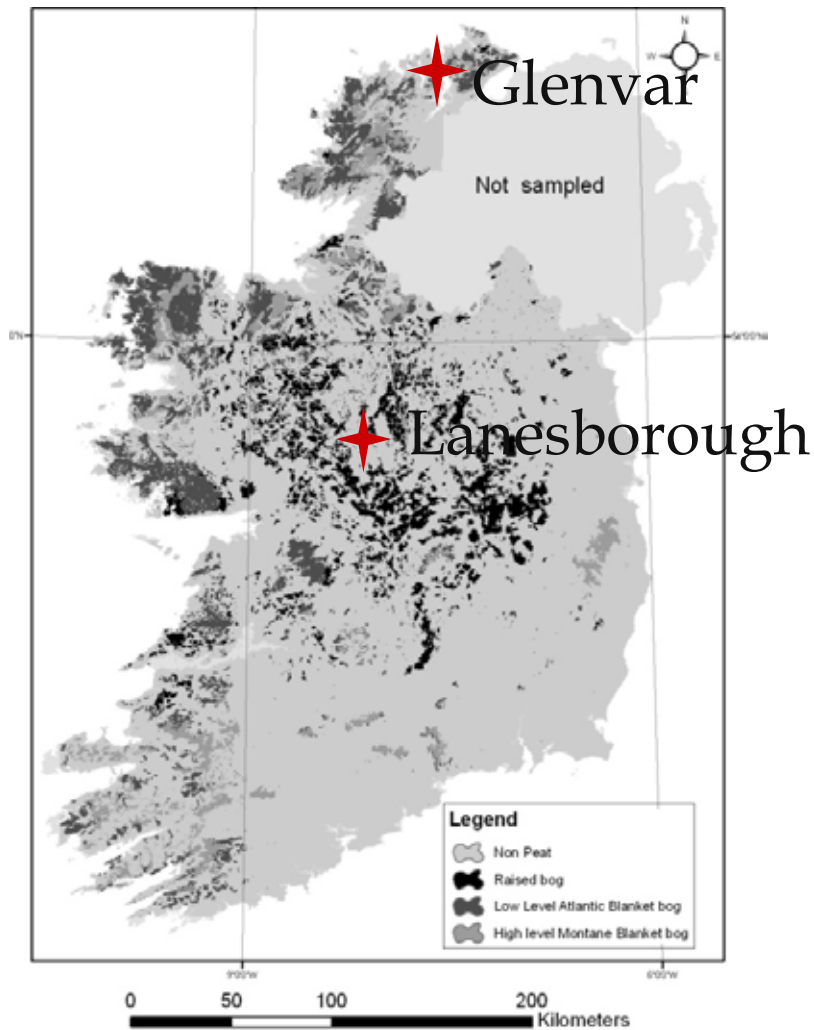 N
W E
Glenvar
Not sampled
Lanesborough
Legend
Non Peat
Raised bog
Low Level Atlantic Blanket bog
High level Montane Blanket bog
0 50 100 200
Kilometers